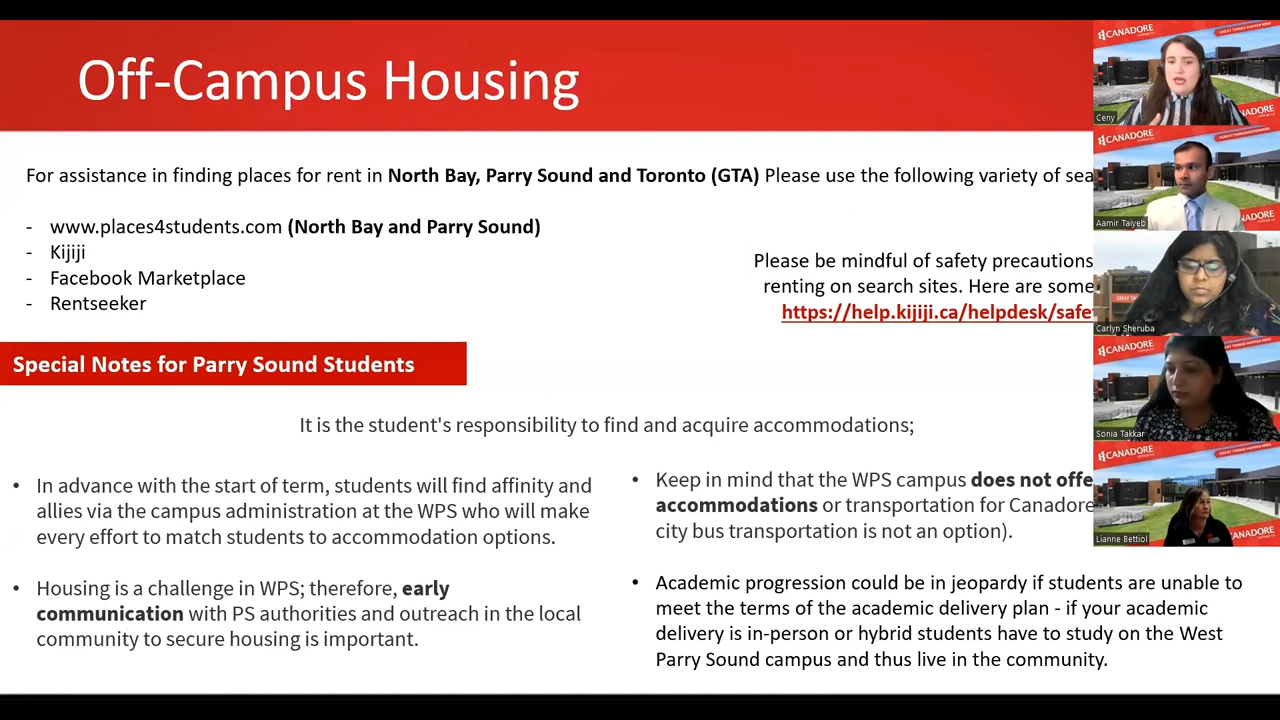 Off-Campus Housing
For assistance in finding places for rent in North Bay, Parry Sound and Toronto (GTA) Please use the following variety of sea
- www.places4students.com (North Bay and Parry Sound)
- Kijiji
- Facebook Marketplace
- Rentseeker
Please be mindful of safety precautions
renting on search sites. Here are some
https://help.kijiji.ca/helpdesk/safe
Special Notes for Parry Sound Students
It is the student's responsibility to find and acquire accommodations;
• In advance with the start of term, students will find affinity and
allies via the campus administration at the WPS who will make
every effort to match students to accommodation options.
• Housing is a challenge in WPS; therefore, early
communication with PS authorities and outreach in the local
community to secure housing is important.
• Keep in mind that the WPS campus does not offe
accommodations or transportation for Canadore
city bus transportation is not an option).
• Academic progression could be in jeopardy if students are unable to
meet the terms of the academic delivery plan - if your academic
delivery is in-person or hybrid students have to study on the West
Parry Sound campus and thus live in the community.
CANADORE
Ceny
CANADORE
Aamir Taiyeb
Carlyn Sheruba
CANADORE
Sonia Takkar
CANADORE
Lianne Bettiol